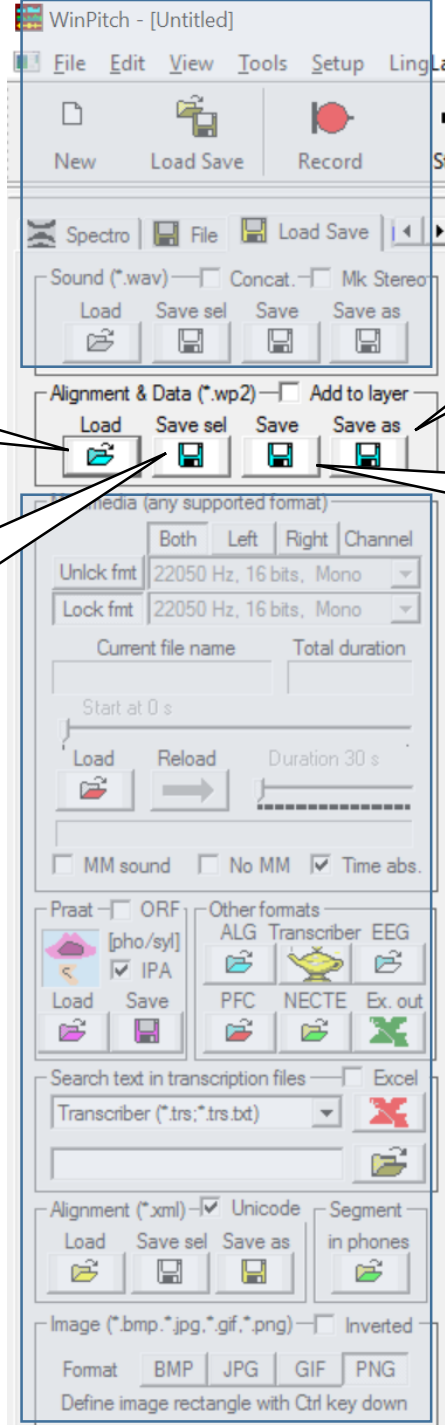 WinPitch - [Untitled]
File Edit View Tools Setup LingLa
New Load Save Record St
Spectro File Load Save
Sound (*.wav) Concat. Mk Stereo
Load Save sel Save Save as
Alignment & Data (*.wp2) Add to layer
Load Save sel Save Save as
media (any supported format)
Both Left Right Channel
Unlck fmt 22050 Hz, 16 bits, Mono
Lock fmt 22050 Hz, 16 bits, Mono
Current file name Total duration
Start at 0 s
Load Reload Duration 30 s
MM sound No MM Time abs.
Praat ORF Other formats
[pho/syl] ALG Transcriber EEG
IPA
Load Save PFC NECTE Ex. out
Search text in transcription files Excel
Transcriber (*.trs;*.trs.txt)
Alignment (*.xml) Unicode Segment
Load Save sel Save as in phones
Image (*.bmp.*.jpg,*.gif,*.png) Inverted
Format BMP JPG GIF PNG
Define image rectangle with Ctrl key down